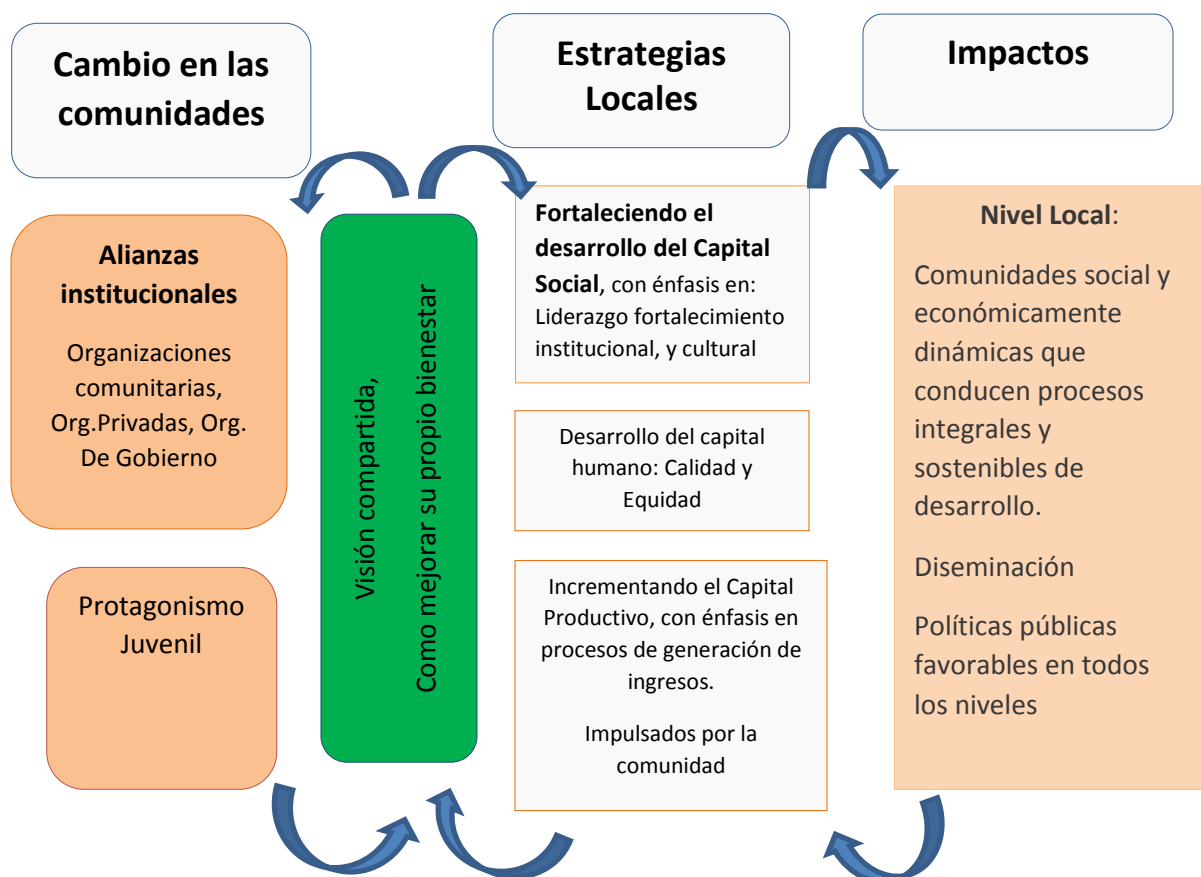 Cambio en las
comunidades
Estrategias
Locales
Impactos
Alianzas
institucionales
Organizaciones
comunitarias,
Org.Privadas, Org.
De Gobierno
Protagonismo
Juvenil
Visión compartida,
Como mejorar su propio bienestar
Fortaleciendo el
desarrollo del Capital
Social, con énfasis en:
Liderazgo fortalecimiento
institucional, y cultural
Desarrollo del capital
humano: Calidad y
Equidad
Incrementando el Capital
Productivo, con énfasis en
procesos de generación de
ingresos.
Impulsados por la
comunidad
Nivel Local:
Comunidades social y
económicamente
dinámicas que
conducen procesos
integrales y
sostenibles de
desarrollo.
Diseminación
Políticas públicas
favorables en todos
los niveles